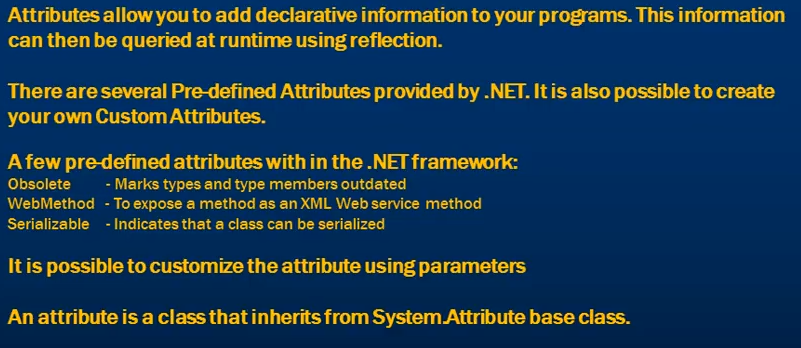 Attributes allow you to add declarative information to your programs. This information
can then be queried at runtime using reflection.
There are several Pre-defined Attributes provided by .NET. It is also possible to create
your own Custom Attributes.
A few pre-defined attributes with in the .NET framework:
Obsolete - Marks types and type members outdated
WebMethod - To expose a method as an XML Web service method
Serializable - Indicates that a class can be serialized
It is possible to customize the attribute using parameters
An attribute is a class that inherits from System.Attribute base class.